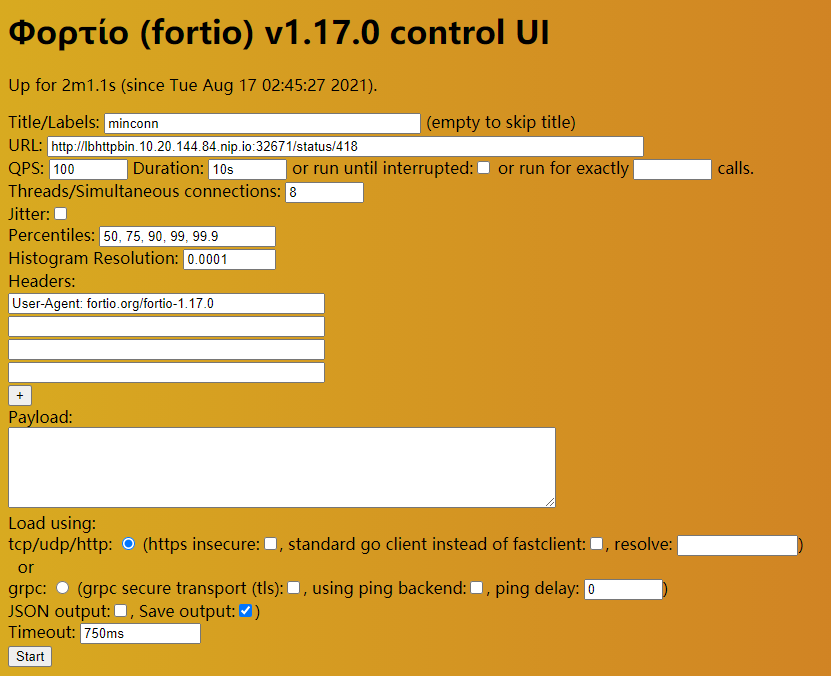 Φορτίο (fortio) v1.17.0 control UI
Up for 2m1.1s (since Tue Aug 17 02:45:27 2021).
Title/Labels: minconn (empty to skip title)
URL: http://lbhttpbin.10.20.144.84.nip.io:32671/status/418
QPS: 100 Duration: 10s or run until interrupted: or run for exactly calls.
Threads/Simultaneous connections: 8
Jitter:
Percentiles: 50, 75, 90, 99, 99.9
Histogram Resolution: 0.0001
Headers:
User-Agent: fortio.org/fortio-1.17.0
+
Payload:
Load using:
tcp/udp/http: (https insecure: , standard go client instead of fastclient: , resolve: )
or
grpc: (grpc secure transport (tls): , using ping backend: , ping delay: 0)
JSON output: , Save output: )
Timeout: 750ms
Start